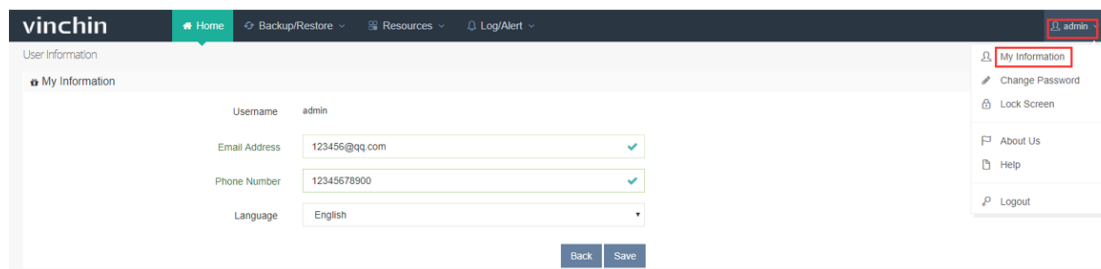 vinchin
Home
Backup/Restore
Resources
Log/Alert
admin
User Information
My Information
Username
admin
Email Address
123456@qq.com
Phone Number
12345678900
Language
English
Back
Save
My Information
Change Password
Lock Screen
About Us
Help
Logout